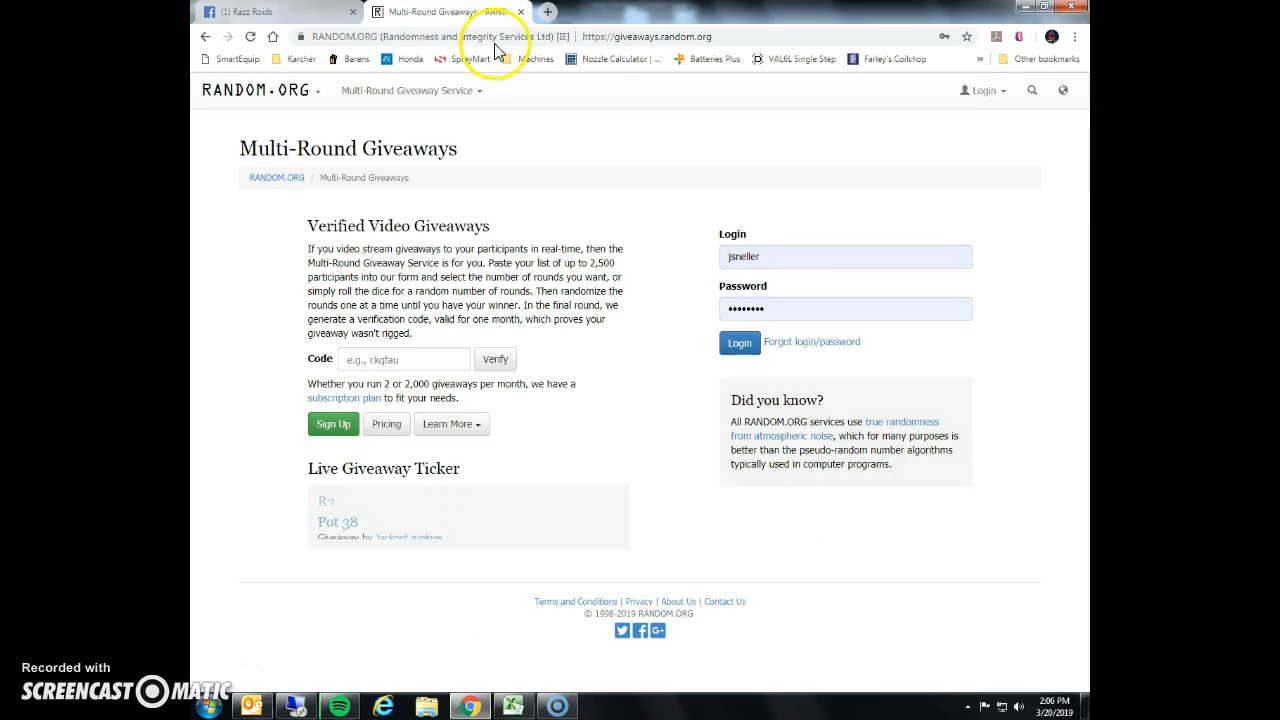 (1) Razz Roids
Multi-Round Giveaways - RAND
RANDOM.ORG (Randomness and Integrity Services Ltd) [IE] | https://giveaways.random.org
SmartEquip Karcher Barens Honda SprayMart Machines Nozzle Calculator | ... Batteries Plus VAL6L Single Step Farley's Coilshop » Other bookmarks
RANDOM.ORG Multi-Round Giveaway Service Login
Multi-Round Giveaways
RANDOM.ORG / Multi-Round Giveaways
Verified Video Giveaways
If you video stream giveaways to your participants in real-time, then the
Multi-Round Giveaway Service is for you. Paste your list of up to 2,500
participants into our form and select the number of rounds you want, or
simply roll the dice for a random number of rounds. Then randomize the
rounds one at a time until you have your winner. In the final round, we
generate a verification code, valid for one month, which proves your
giveaway wasn't rigged.
Code e.g., ckqfau Verify
Whether you run 2 or 2,000 giveaways per month, we have a
subscription plan to fit your needs.
Sign Up Pricing Learn More
Live Giveaway Ticker
R3
Pot 38
Giveaway by Jackpot
Login
jsneller
Password
••••••••
Login Forgot login/password
Did you know?
All RANDOM.ORG services use true randomness
from atmospheric noise, which for many purposes is
better than the pseudo-random number algorithms
typically used in computer programs.
Terms and Conditions | Privacy | About Us | Contact Us
© 1998-2019 RANDOM.ORG
Recorded with
SCREENCAST-O-MATIC
2:06 PM
3/20/2019